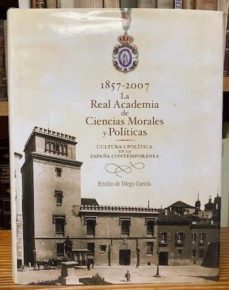 1857-2007
La
Real Academia
de
Ciencias Morales
y Políticas
CULTURA Y POLÍTICA
EN LA
ESPAÑA CONTEMPORÁNEA
Emilio de Diego García